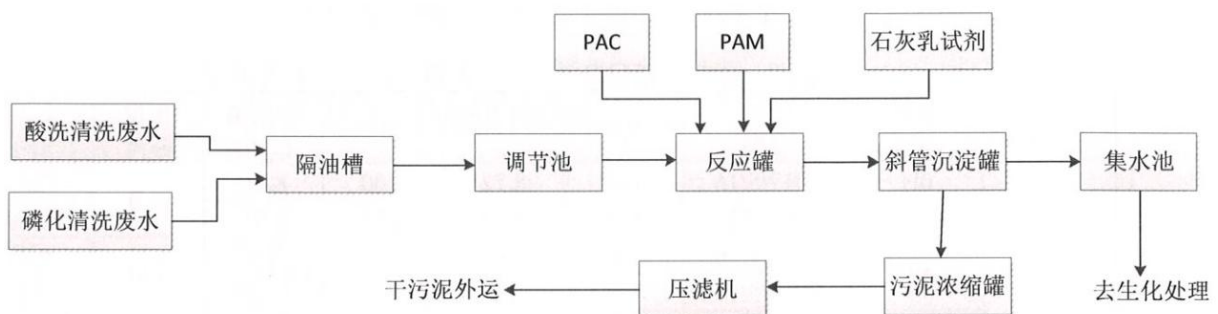 PAC
PAM
石灰乳试剂
酸洗清洗废水
磷化清洗废水
隔油槽
调节池
反应罐
斜管沉淀罐
集水池
干污泥外运
压滤机
污泥浓缩罐
去生化处理